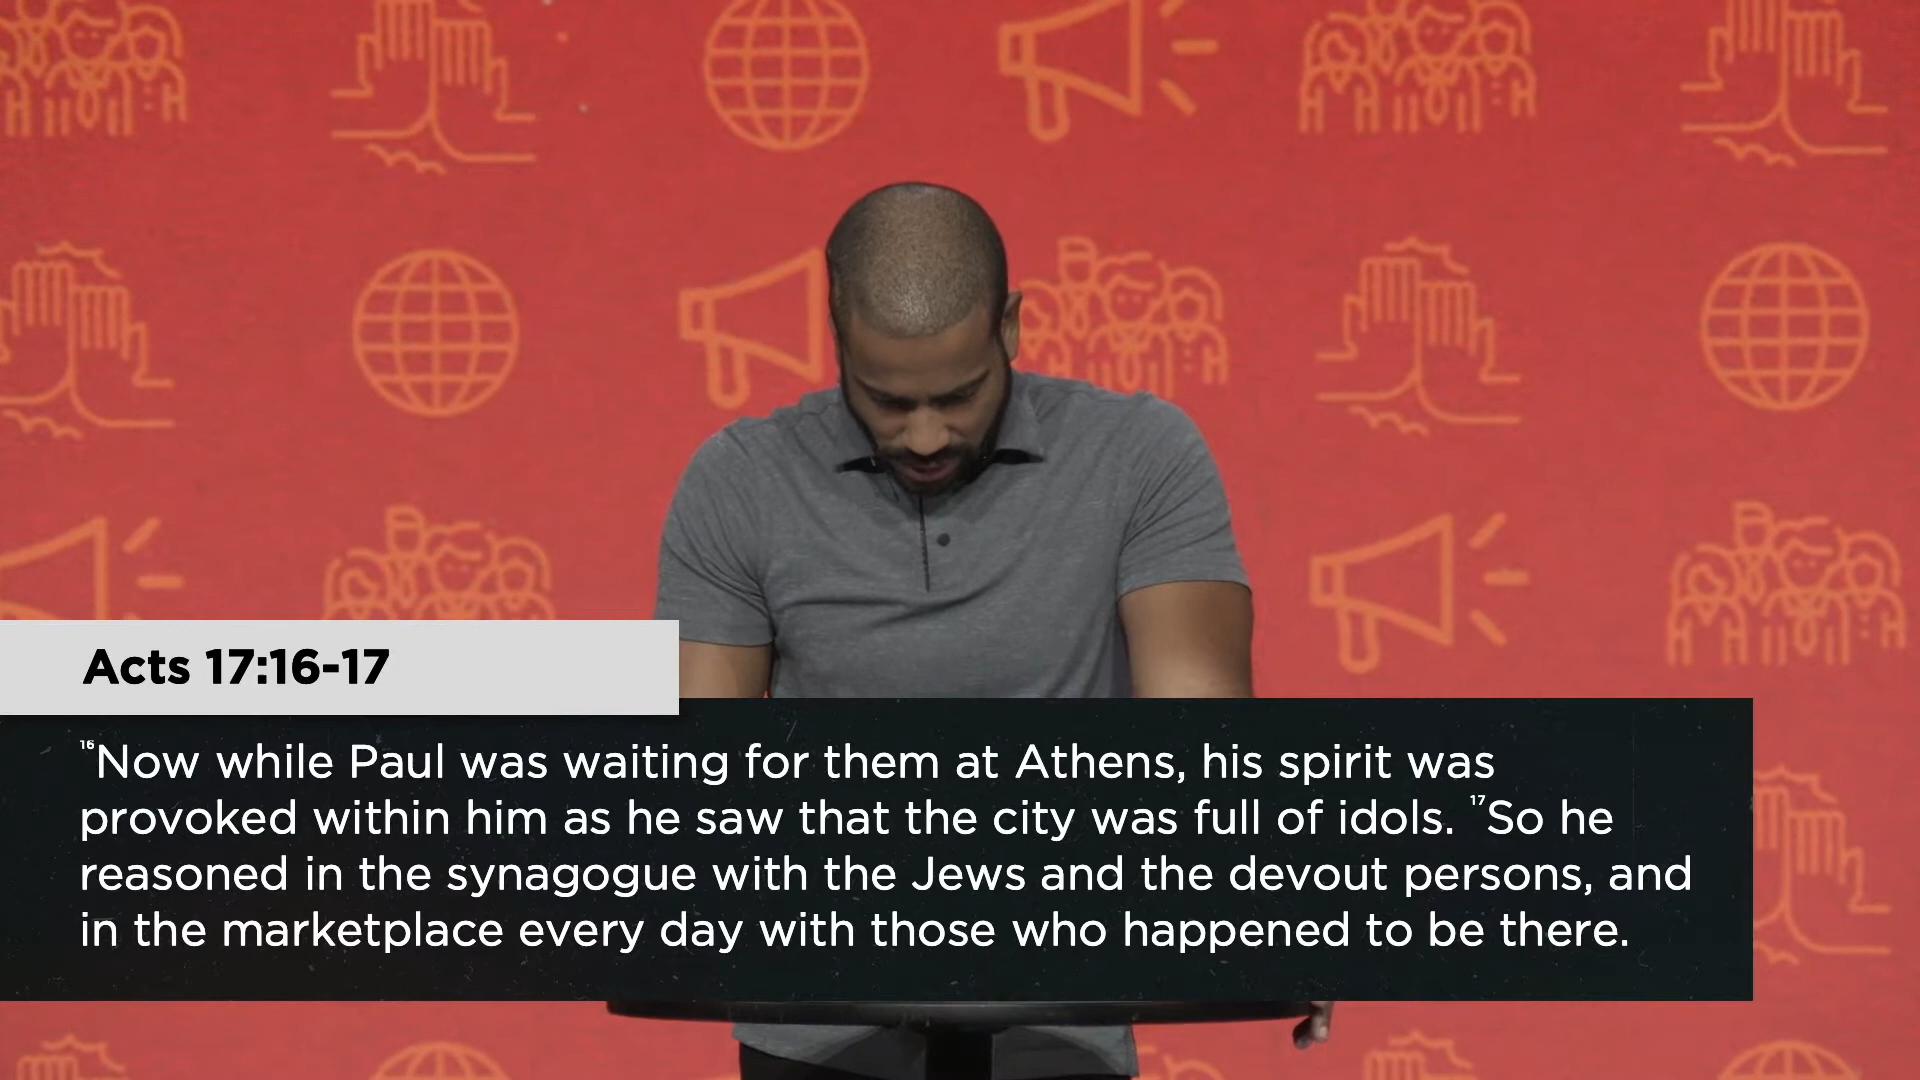 Acts 17:16-17
16Now while Paul was waiting for them at Athens, his spirit was
provoked within him as he saw that the city was full of idols. 17So he
reasoned in the synagogue with the Jews and the devout persons, and
in the marketplace every day with those who happened to be there.